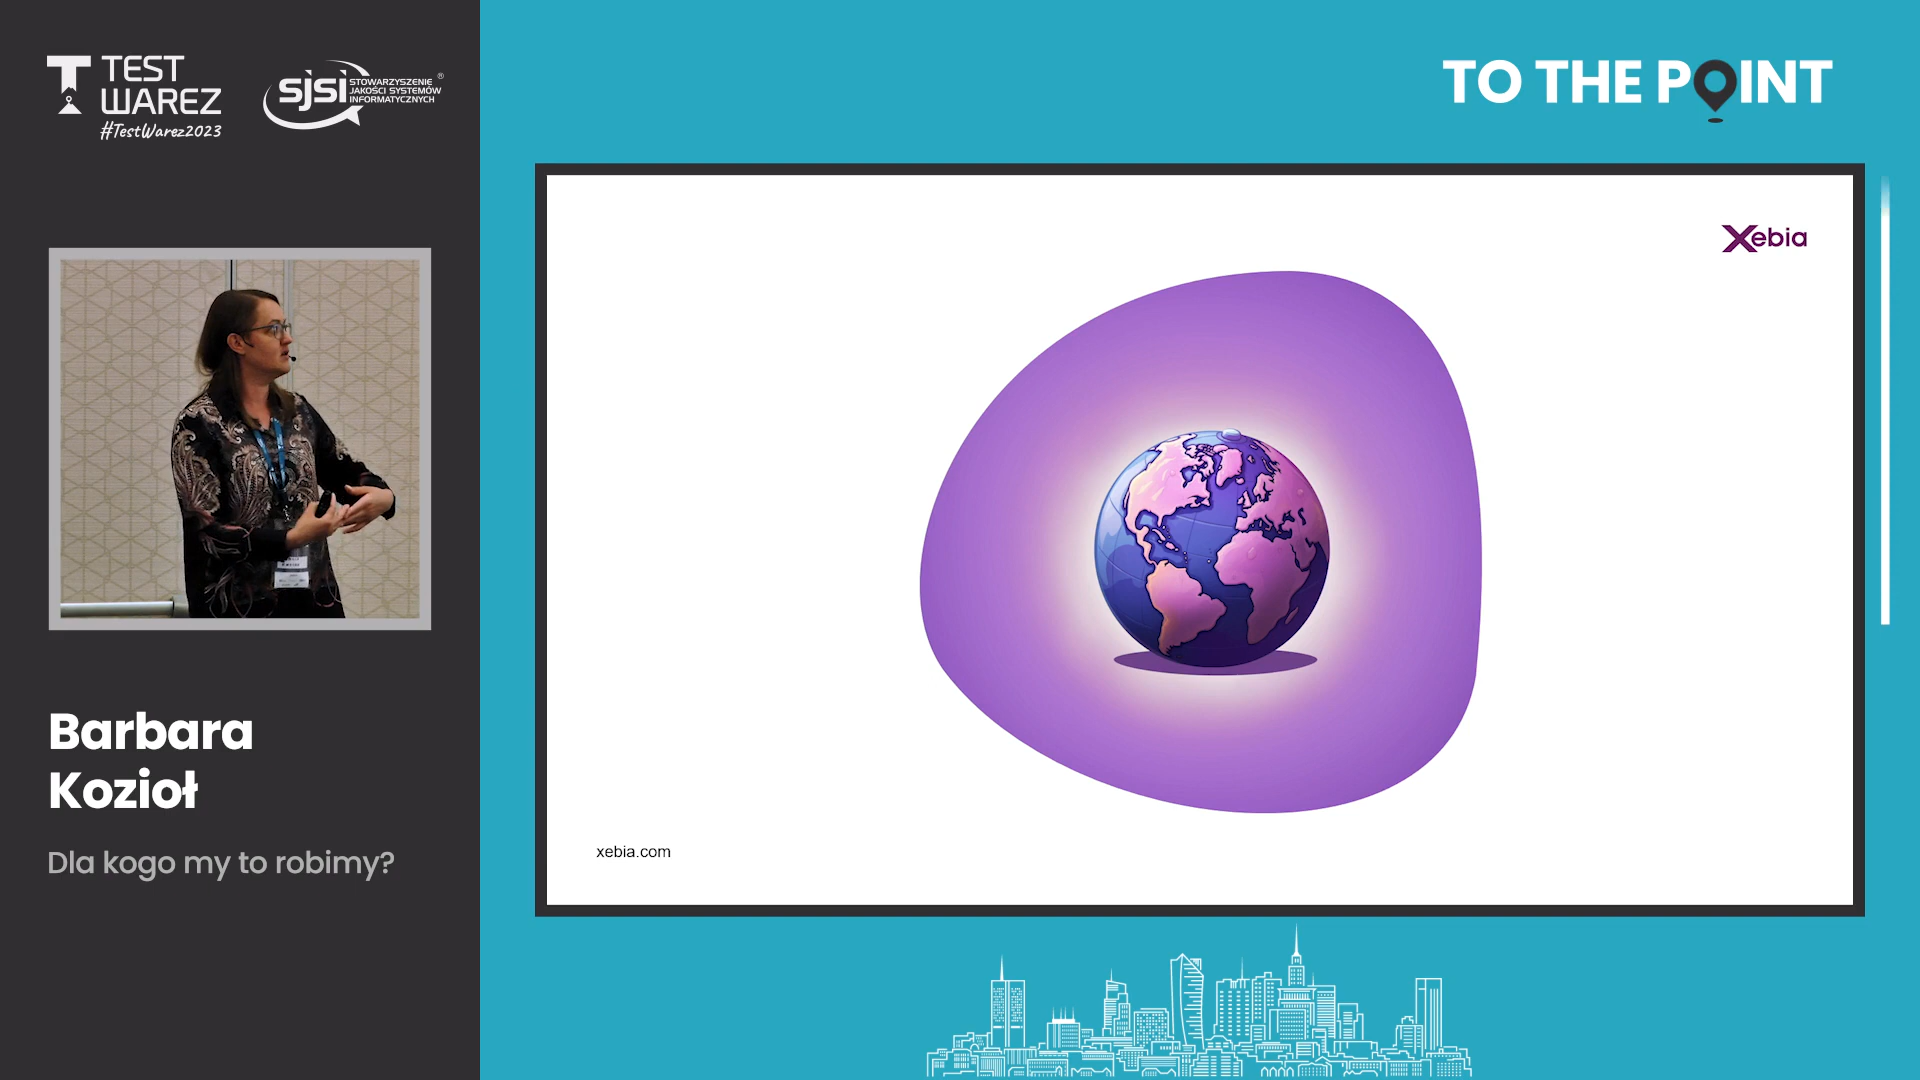 TEST
WAREZ
#TestWarez2023
sjsi
STOWARZYSZENIE
JAKOŚCI SYSTEMÓW
INFORMATYCZNYCH
®
TO THE POINT
Xebia
Barbara
Kozioł
Dla kogo my to robimy?
xebia.com